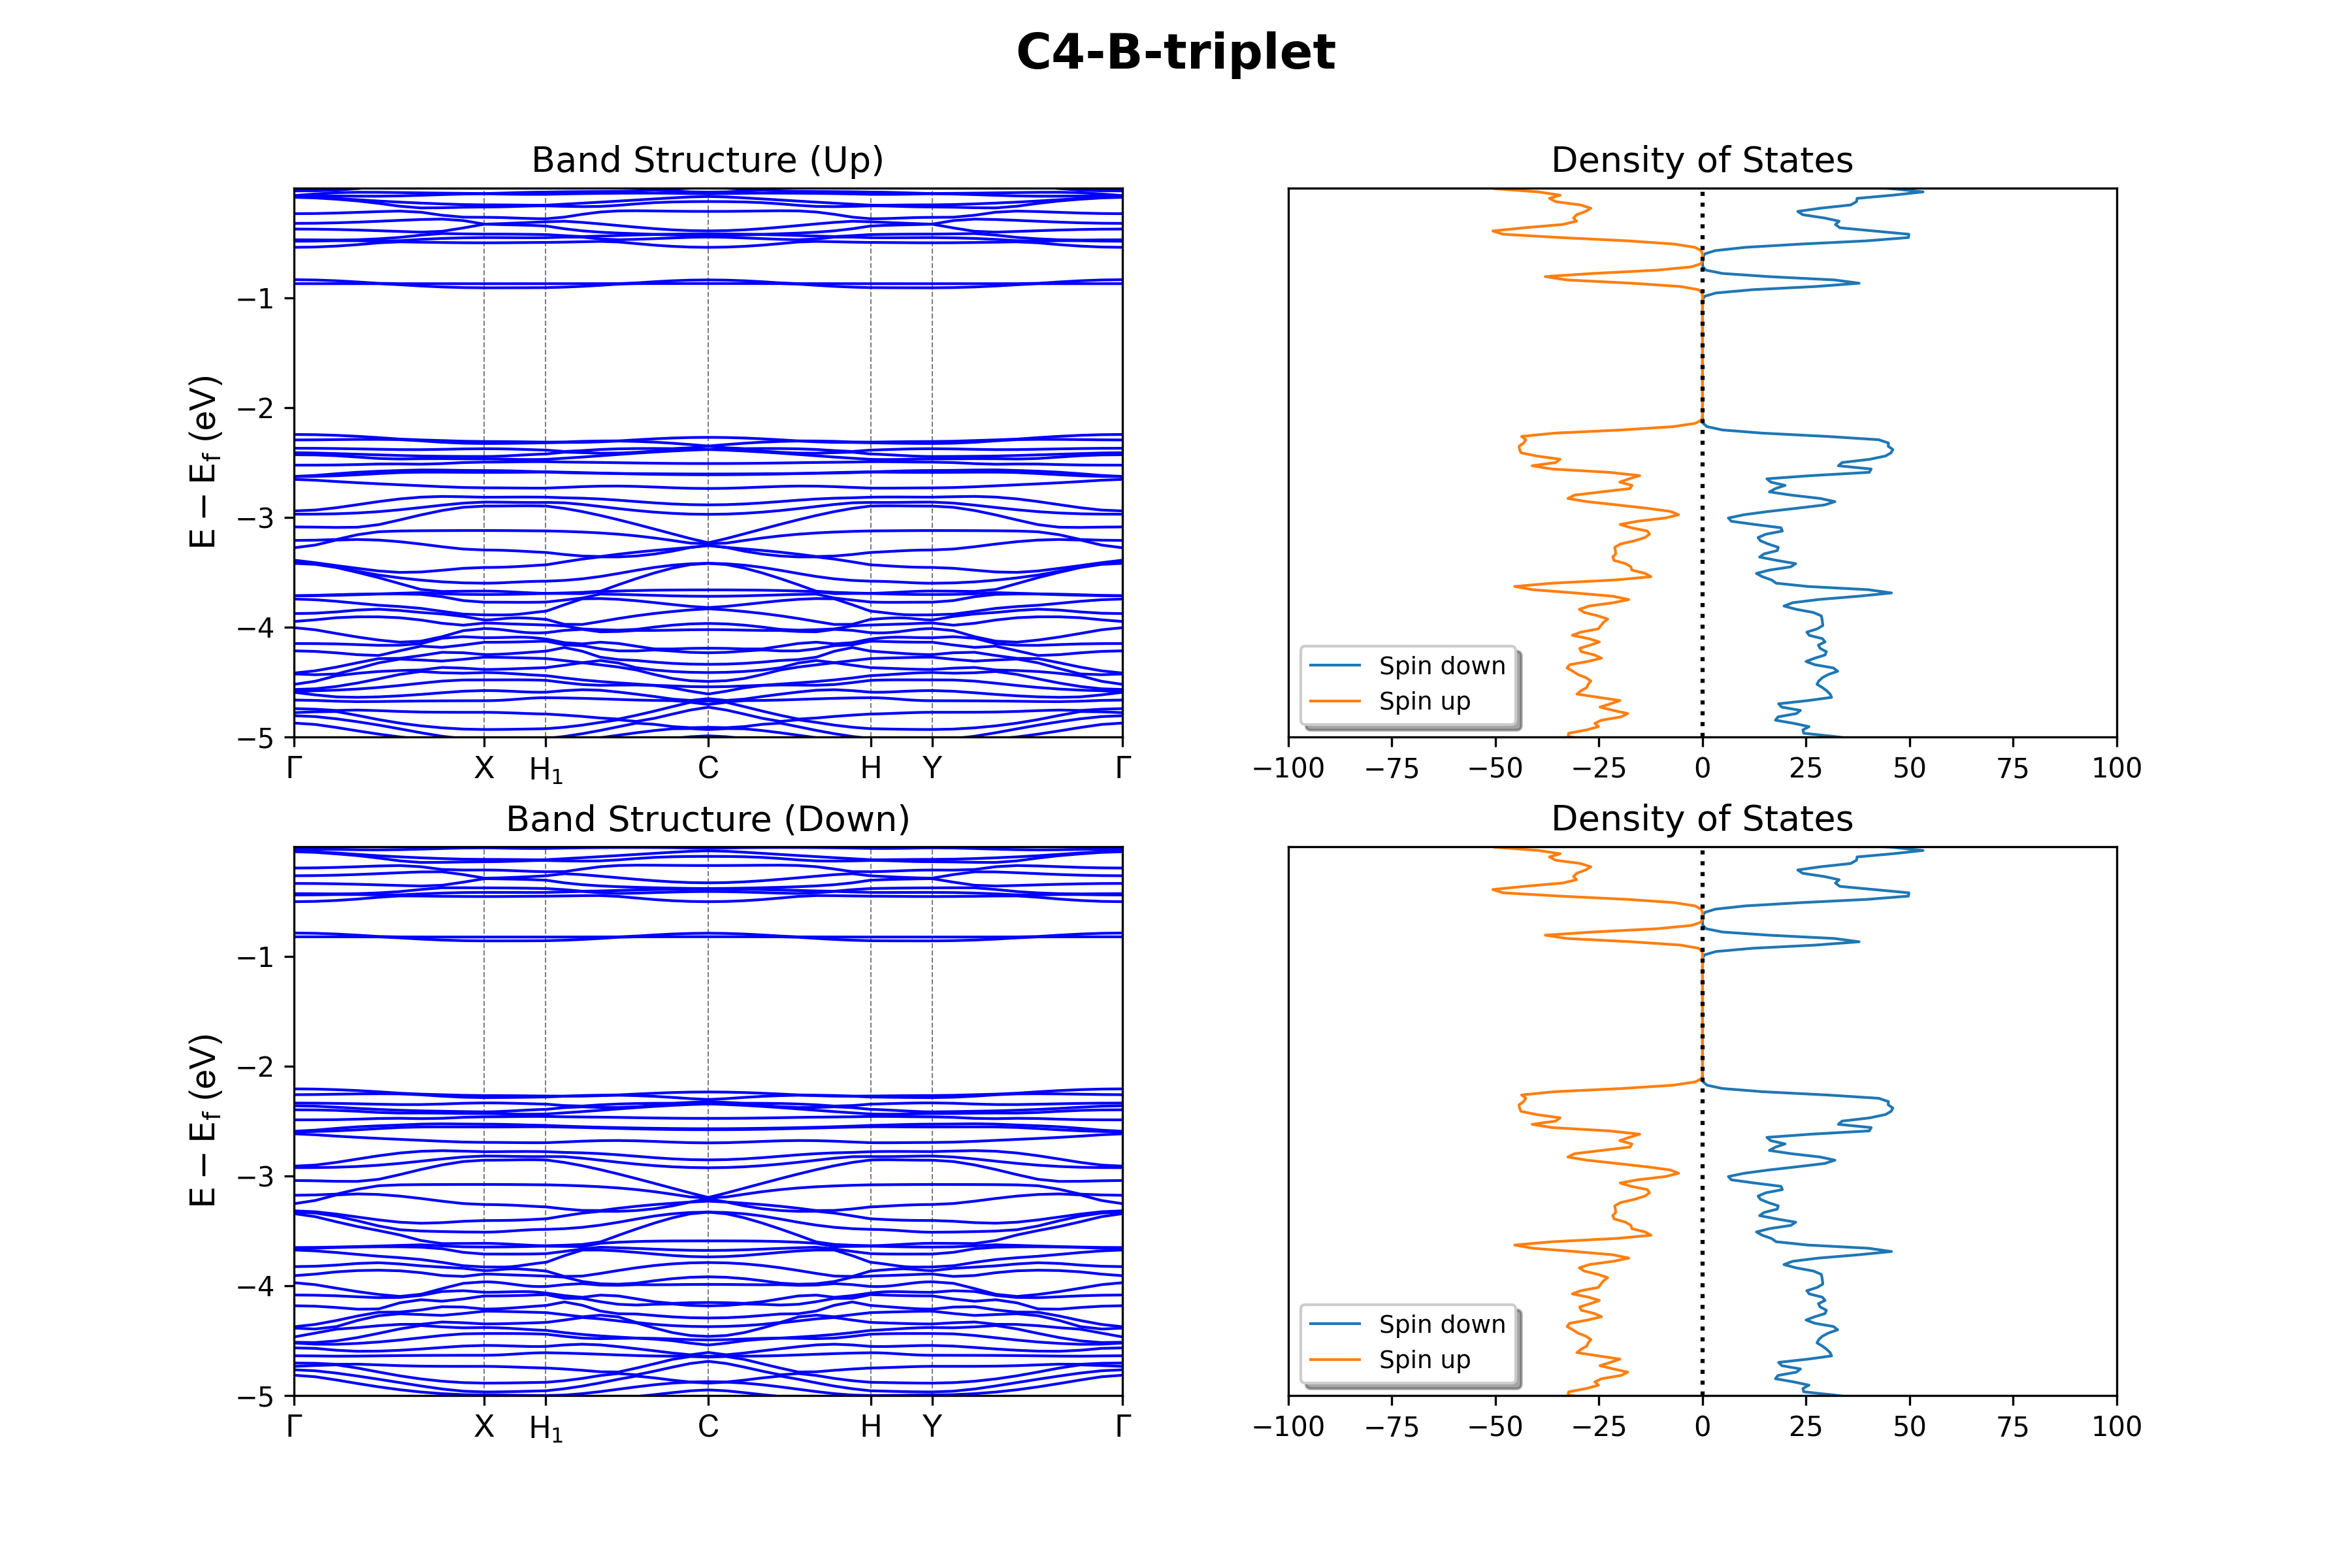 C4-B-triplet
Band Structure (Up)
Density of States
E − E_f (eV)
−1
−2
−3
−4
−5
Γ X H₁ C H Y Γ
Spin down
Spin up
−100 −75 −50 −25 0 25 50 75 100
Band Structure (Down)
Density of States
E − E_f (eV)
−1
−2
−3
−4
−5
Γ X H₁ C H Y Γ
Spin down
Spin up
−100 −75 −50 −25 0 25 50 75 100